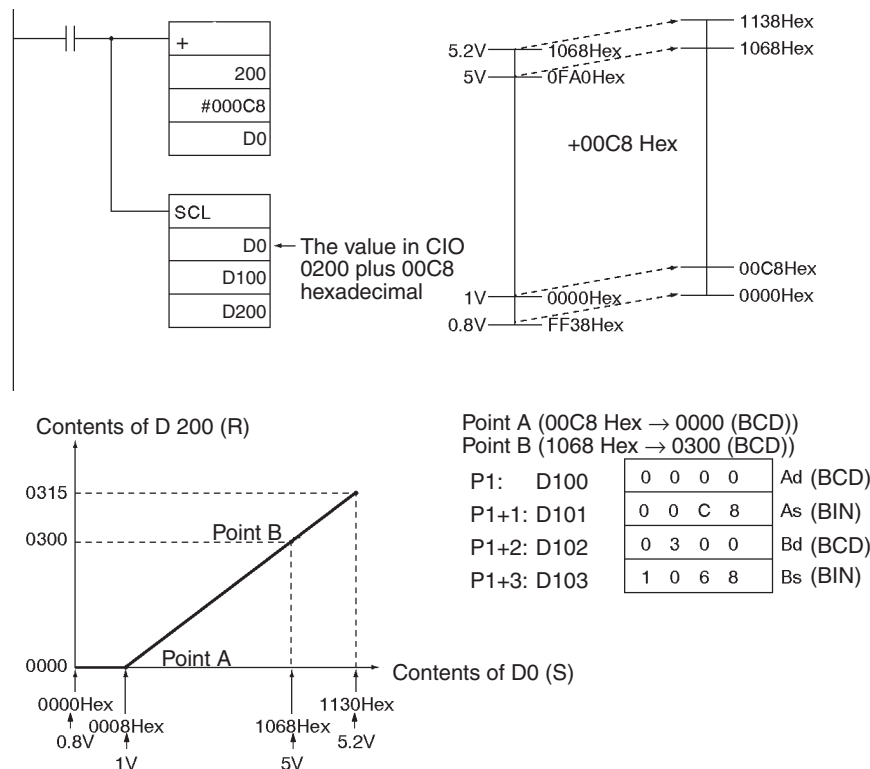 +
200
#000C8
D0
SCL
D0
D100
D200
The value in CIO
0200 plus 00C8
hexadecimal
1138Hex
5.2V 1068Hex 1068Hex
5V 0FA0Hex
+00C8 Hex
00C8Hex
1V 0000Hex 0000Hex
0.8V FF38Hex
Contents of D 200 (R)
0315
0300
Point B
0000
Point A
Contents of D0 (S)
0000Hex 1130Hex
0008Hex 1068Hex
0.8V 5.2V
1V 5V
Point A (00C8 Hex → 0000 (BCD))
Point B (1068 Hex → 0300 (BCD))
P1: D100 0 0 0 0 Ad (BCD)
P1+1: D101 0 0 C 8 As (BIN)
P1+2: D102 0 3 0 0 Bd (BCD)
P1+3: D103 1 0 6 8 Bs (BIN)